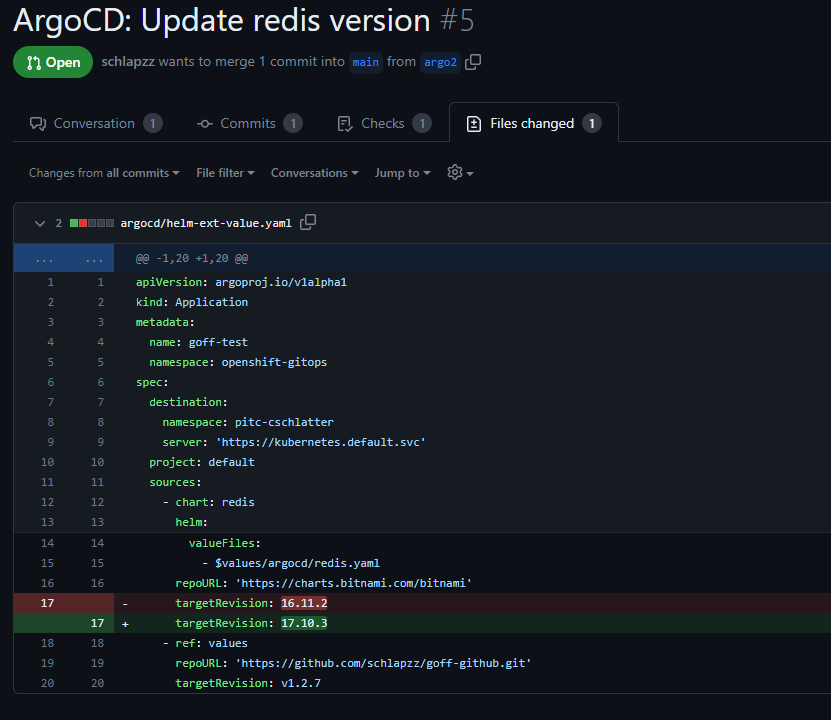 ArgoCD: Update redis version #5
Open schlapzz wants to merge 1 commit into main from argo2
Conversation 1 Commits 1 Checks 1 Files changed 1
Changes from all commits File filter Conversations Jump to
2 argocd/helm-ext-value.yaml
... ... @@ -1,20 +1,20 @@
1 1 apiVersion: argoproj.io/v1alpha1
2 2 kind: Application
3 3 metadata:
4 4 name: goff-test
5 5 namespace: openshift-gitops
6 6 spec:
7 7 destination:
8 8 namespace: pitc-cschlatter
9 9 server: 'https://kubernetes.default.svc'
10 10 project: default
11 11 sources:
12 12 - chart: redis
13 13 helm:
14 14 valueFiles:
15 15 - $values/argocd/redis.yaml
16 16 repoURL: 'https://charts.bitnami.com/bitnami'
17 - targetRevision: 16.11.2
17 + targetRevision: 17.10.3
18 18 - ref: values
19 19 repoURL: 'https://github.com/schlapzz/goff-github.git'
20 20 targetRevision: v1.2.7